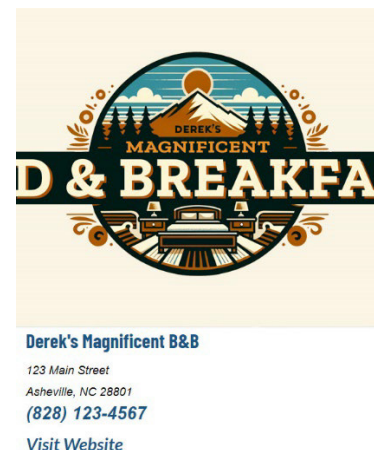 DEREK'S
MAGNIFICENT
D & BREAKFA
Derek's Magnificent B&B
123 Main Street
Asheville, NC 28801
(828) 123-4567
Visit Website